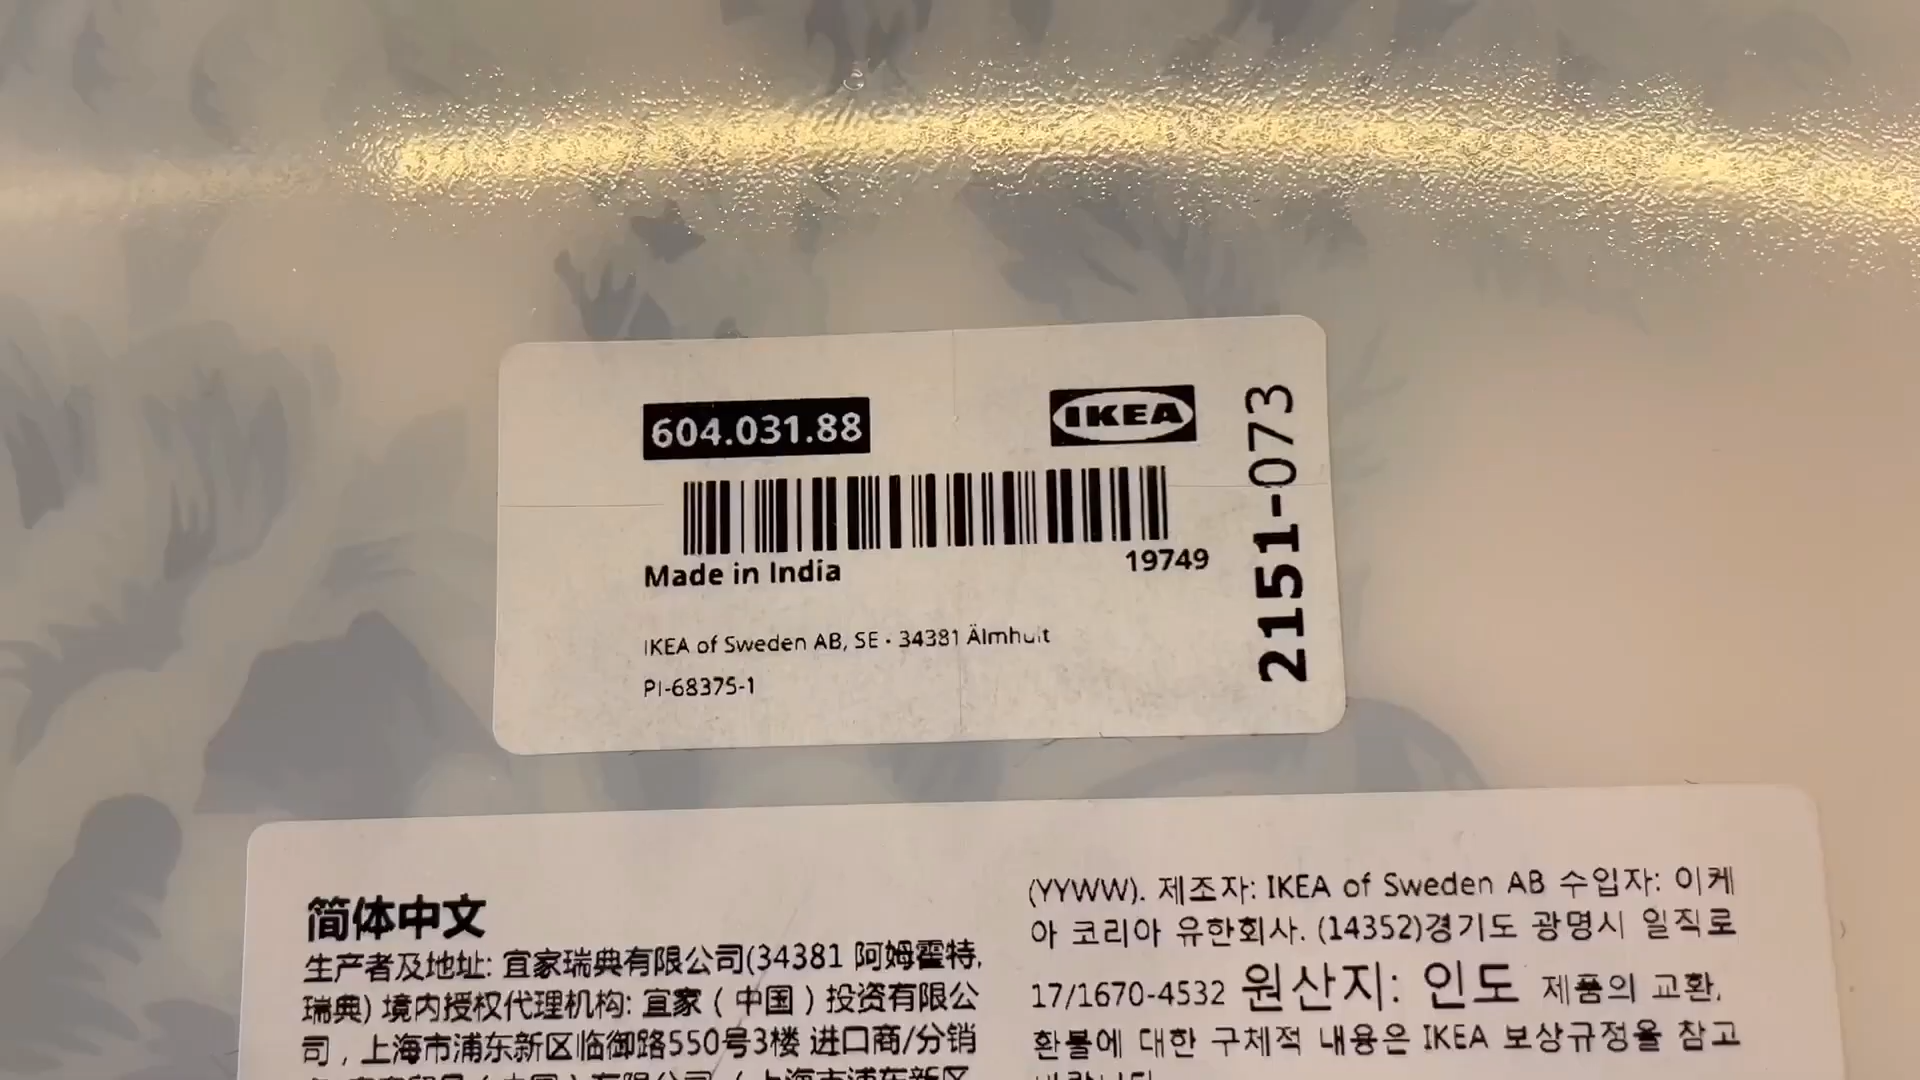 604.031.88
IKEA
2151-073
Made in India
19749
IKEA of Sweden AB, SE · 34381 Älmhult
PI-68375-1
简体中文
生产者及地址: 宜家瑞典有限公司(34381 阿姆霍特,
瑞典) 境内授权代理机构: 宜家(中国)投资有限公
司,上海市浦东新区临御路550号3楼 进口商/分销
(YYWW). 제조자: IKEA of Sweden AB 수입자: 이케
아 코리아 유한회사. (14352)경기도 광명시 일직로
17/1670-4532 원산지: 인도 제품의 교환,
환불에 대한 구체적 내용은 IKEA 보상규정을 참고